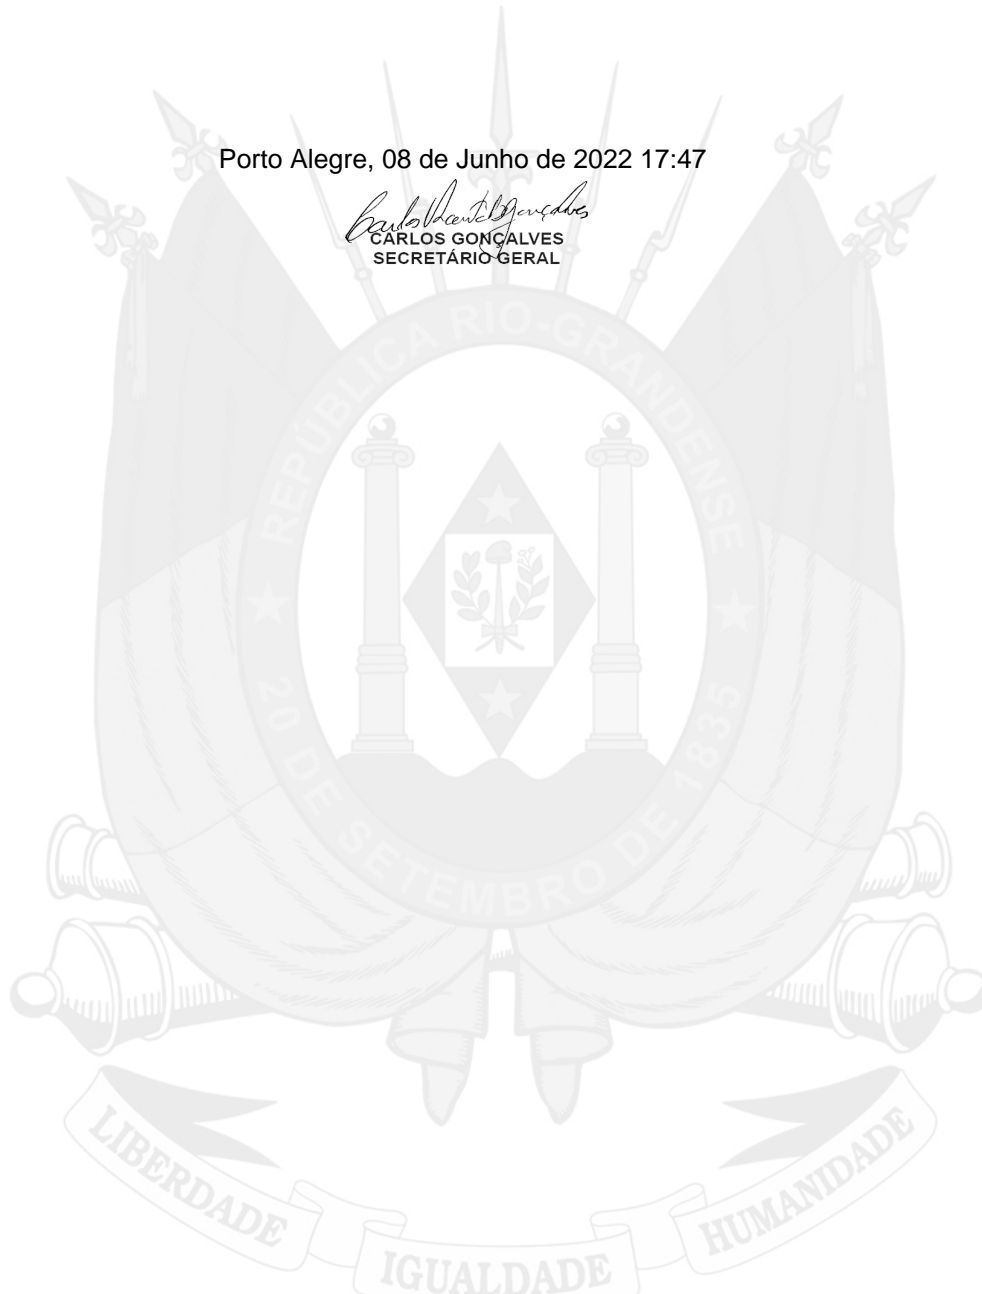 Porto Alegre, 08 de Junho de 2022 17:47
CARLOS GONÇALVES
SECRETÁRIO GERAL
REPÚBLICA RIO-GRANDENSE
20 DE SETEMBRO DE 1835
LIBERDADE
IGUALDADE
HUMANIDADE